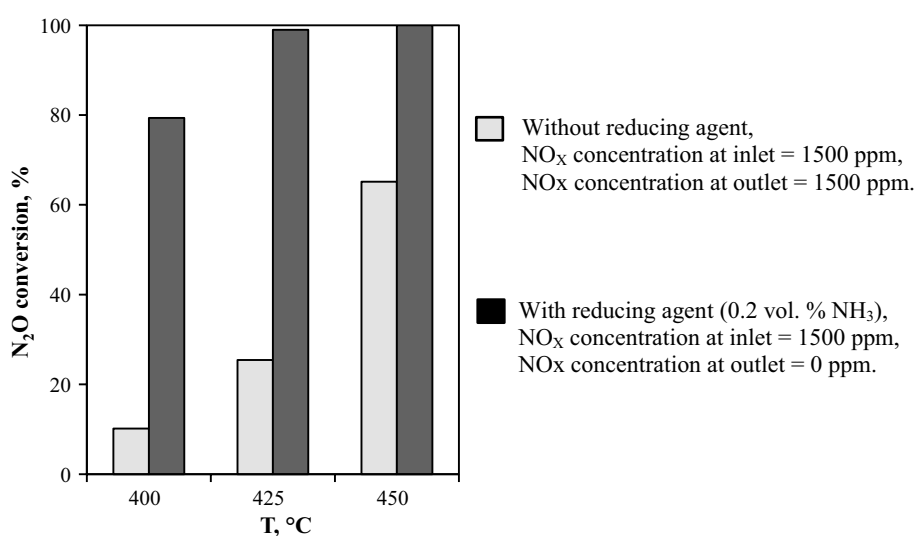 100
80
60
40
20
0
N₂O conversion, %
400 425 450
T, °C
Without reducing agent,
NOX concentration at inlet = 1500 ppm,
NOx concentration at outlet = 1500 ppm.
With reducing agent (0.2 vol. % NH₃),
NOX concentration at inlet = 1500 ppm,
NOx concentration at outlet = 0 ppm.